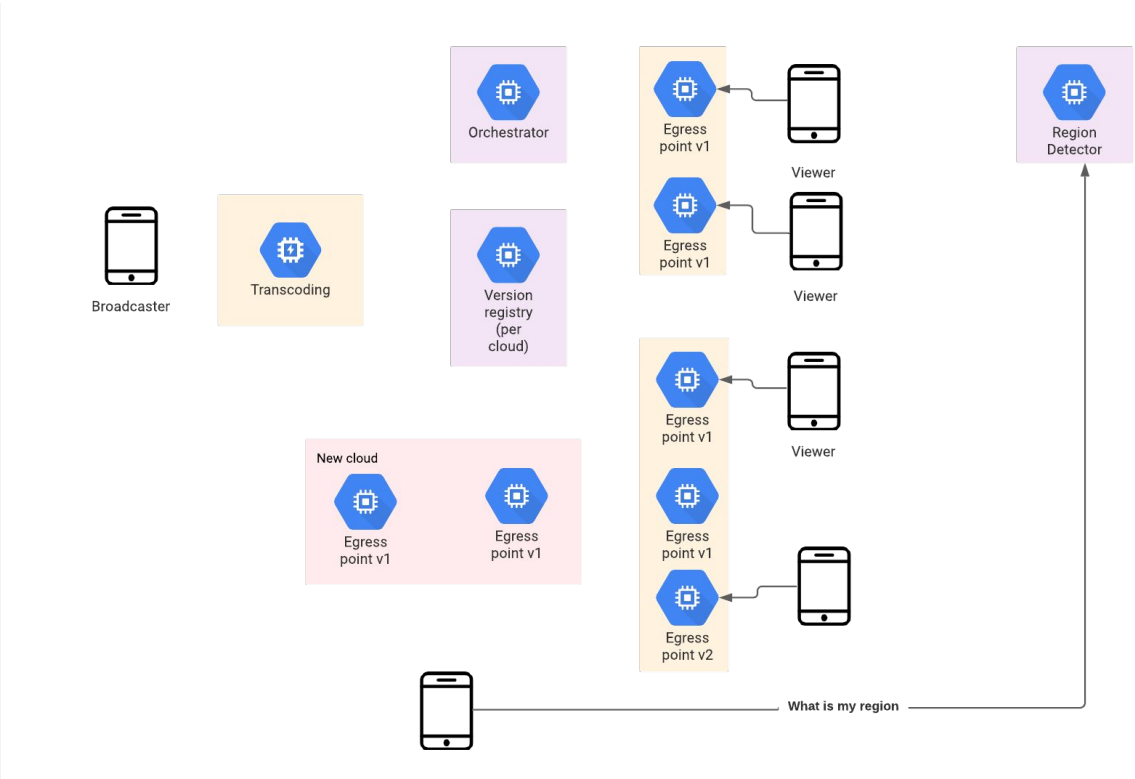 Orchestrator
Egress
point v1
Viewer
Region
Detector
Egress
point v1
Viewer
Broadcaster
Transcoding
Version
registry
(per
cloud)
Egress
point v1
Viewer
New cloud
Egress
point v1
Egress
point v1
Egress
point v1
Egress
point v2
What is my region